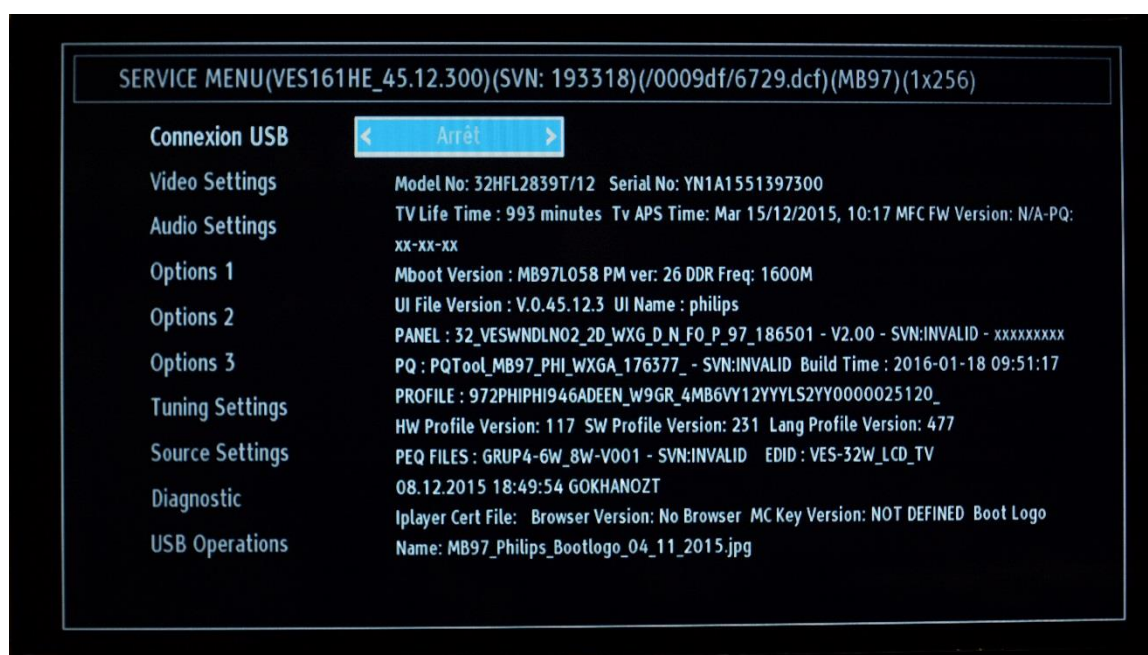 SERVICE MENU(VES161HE_45.12.300)(SVN: 193318)(/0009df/6729.dcf)(MB97)(1x256)
Connexion USB < Arrêt >
Video Settings
Audio Settings
Options 1
Options 2
Options 3
Tuning Settings
Source Settings
Diagnostic
USB Operations
Model No: 32HFL2839T/12 Serial No: YN1A1551397300
TV Life Time : 993 minutes Tv APS Time: Mar 15/12/2015, 10:17 MFC FW Version: N/A-PQ:
xx-xx-xx
Mboot Version : MB97L058 PM ver: 26 DDR Freq: 1600M
UI File Version : V.0.45.12.3 UI Name : philips
PANEL : 32_VESWNDLN02_2D_WXG_D_N_F0_P_97_186501 - V2.00 - SVN:INVALID - xxxxxxxxx
PQ : PQTool_MB97_PHI_WXGA_176377_ - SVN:INVALID Build Time : 2016-01-18 09:51:17
PROFILE : 972PHIPHI946ADEEN_W9GR_4MB6VY12YYYLS2YY0000025120_
HW Profile Version: 117 SW Profile Version: 231 Lang Profile Version: 477
PEQ FILES : GRUP4-6W_8W-V001 - SVN:INVALID EDID : VES-32W_LCD_TV
08.12.2015 18:49:54 GOKHANOZT
Iplayer Cert File: Browser Version: No Browser MC Key Version: NOT DEFINED Boot Logo
Name: MB97_Philips_Bootlogo_04_11_2015.jpg